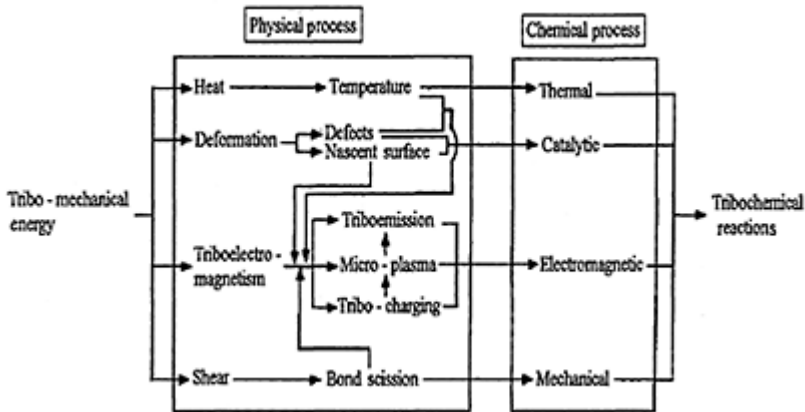 Physical process
Chemical process
Heat
Temperature
Thermal
Deformation
Defects
Nascent surface
Catalytic
Tribo - mechanical
energy
Tribochemical
reactions
Triboemission
Triboelectro -
magnetism
Micro - plasma
Electromagnetic
Tribo - charging
Shear
Bond scission
Mechanical